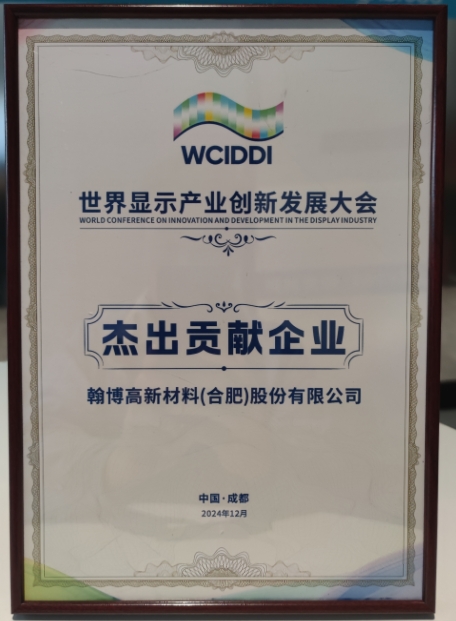 WCIDDI
世界显示产业创新发展大会
WORLD CONFERENCE ON INNOVATION AND DEVELOPMENT IN THE DISPLAY INDUSTRY
杰出贡献企业
翰博高新材料(合肥)股份有限公司
中国·成都
2024年12月